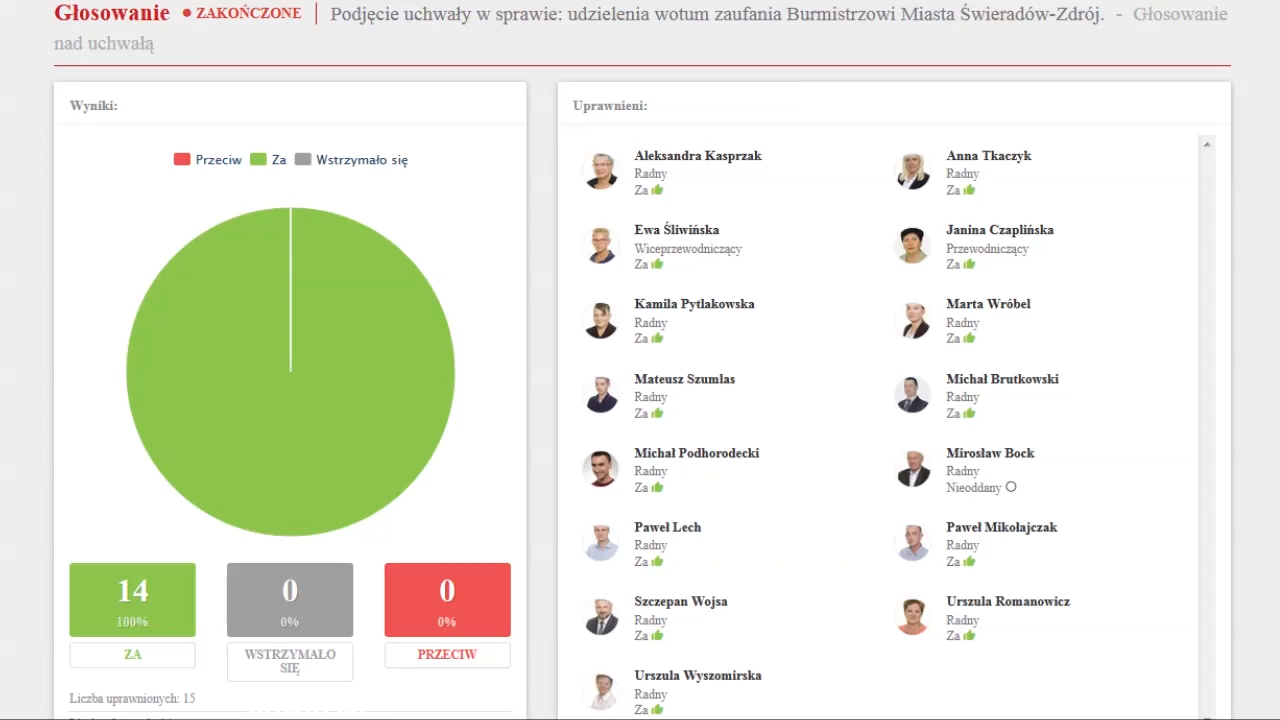 Głosowanie ● ZAKOŃCZONE | Podjęcie uchwały w sprawie: udzielenia wotum zaufania Burmistrzowi Miasta Świeradów-Zdrój. - Głosowanie
nad uchwałą
Wyniki:
Przeciw Za Wstrzymało się
14
100%
ZA
0
0%
WSTRZYMAŁO
SIĘ
0
0%
PRZECIW
Liczba uprawnionych: 15
Uprawnieni:
Aleksandra Kasprzak
Radny
Za
Anna Tkaczyk
Radny
Za
Ewa Śliwińska
Wiceprzewodniczący
Za
Janina Czaplińska
Przewodniczący
Za
Kamila Pytlakowska
Radny
Za
Marta Wróbel
Radny
Za
Mateusz Szumlas
Radny
Za
Michał Brutkowski
Radny
Za
Michał Podhorodecki
Radny
Za
Mirosław Bock
Radny
Nieoddany
Paweł Lech
Radny
Za
Paweł Mikołajczak
Radny
Za
Szczepan Wojsa
Radny
Za
Urszula Romanowicz
Radny
Za
Urszula Wyszomirska
Radny
Za